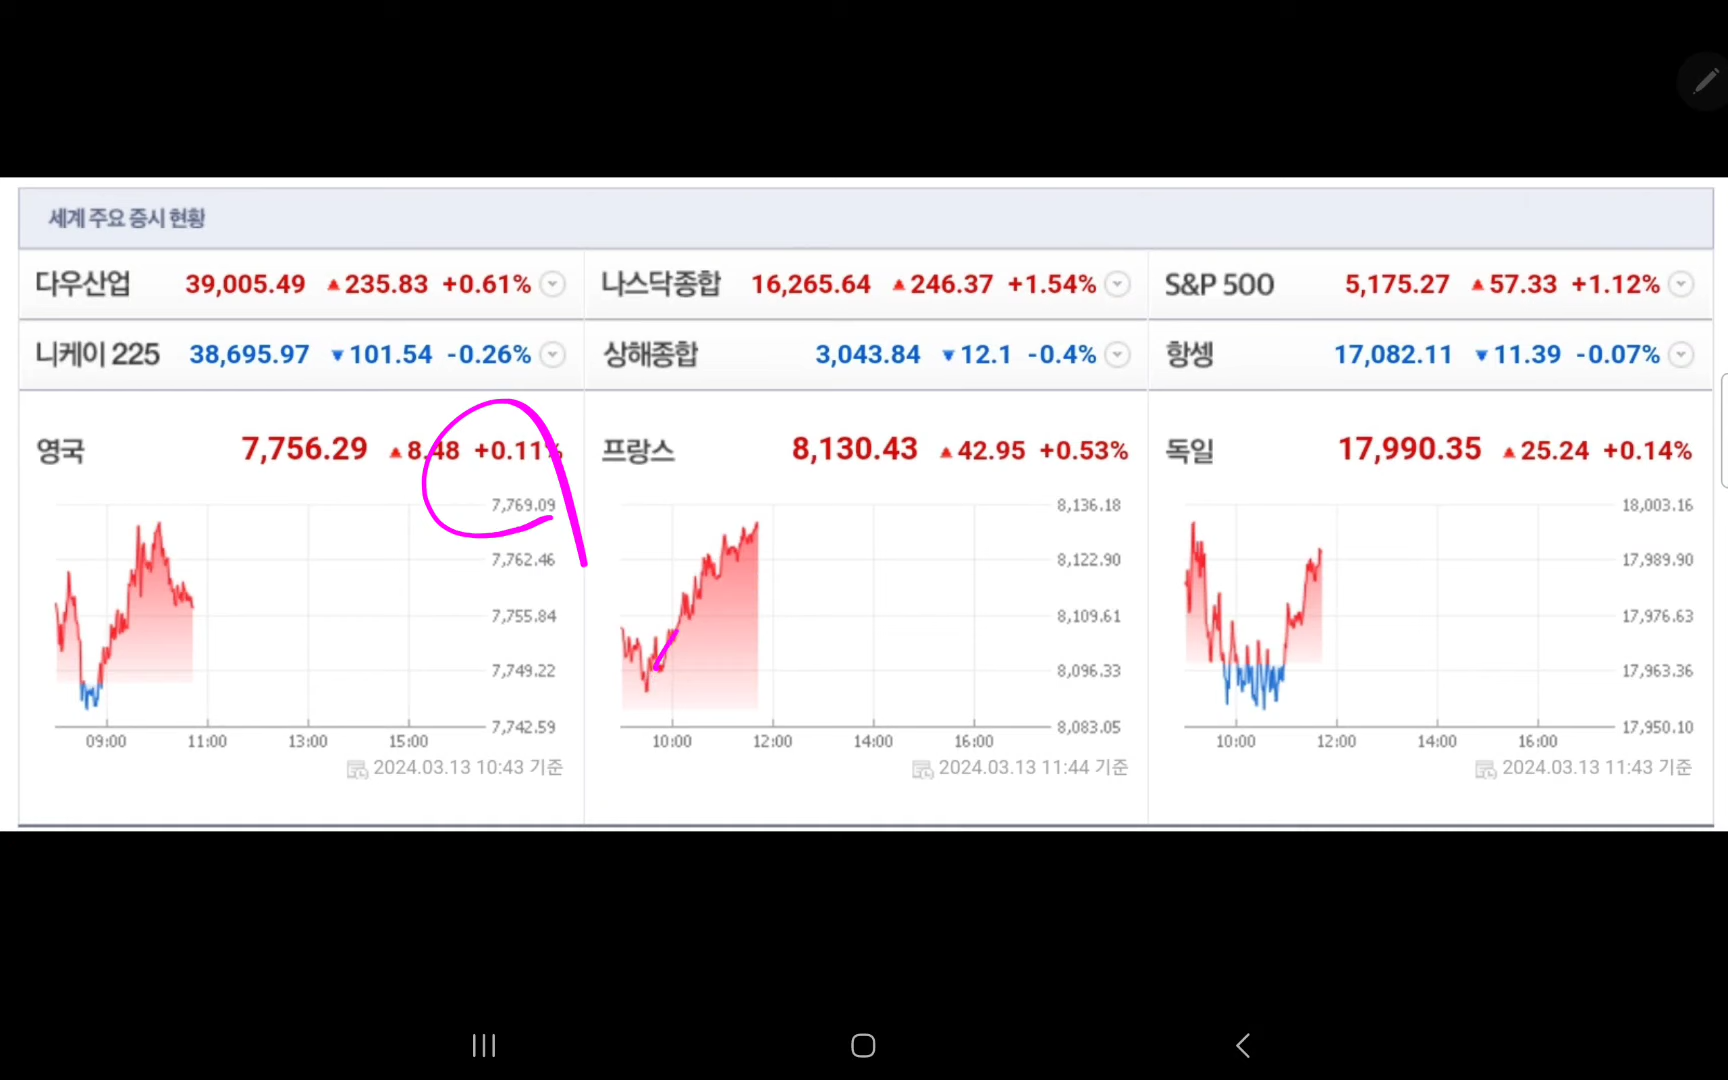 세계 주요 증시 현황
다우산업 39,005.49 ▲235.83 +0.61% 나스닥종합 16,265.64 ▲246.37 +1.54% S&P 500 5,175.27 ▲57.33 +1.12%
니케이 225 38,695.97 ▼101.54 -0.26% 상해종합 3,043.84 ▼12.1 -0.4% 항셍 17,082.11 ▼11.39 -0.07%
영국 7,756.29 ▲8.48 +0.11%
7,769.09
7,762.46
7,755.84
7,749.22
7,742.59
09:00 11:00 13:00 15:00
2024.03.13 10:43 기준
프랑스 8,130.43 ▲42.95 +0.53%
8,136.18
8,122.90
8,109.61
8,096.33
8,083.05
10:00 12:00 14:00 16:00
2024.03.13 11:44 기준
독일 17,990.35 ▲25.24 +0.14%
18,003.16
17,989.90
17,976.63
17,963.36
17,950.10
10:00 12:00 14:00 16:00
2024.03.13 11:43 기준